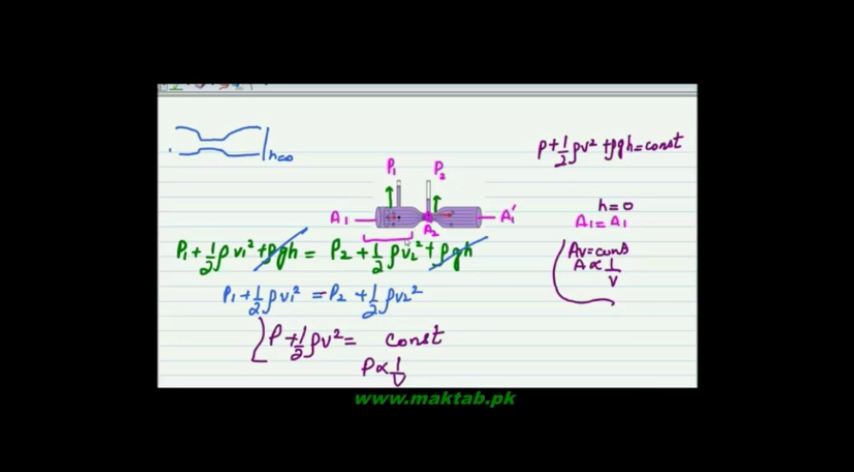 h=0
P₁ P₂
A₁ A₂ A₁'
P+½ρv²+ρgh=const
h=0
A₁=A₁
Av=cons
A∝1/v
P₁+½ρv₁²+ρgh = P₂+½ρv₂²+ρgh
P₁+½ρv₁² = P₂+½ρv₂²
P+½ρv²= const
P∝1/v
www.maktab.pk